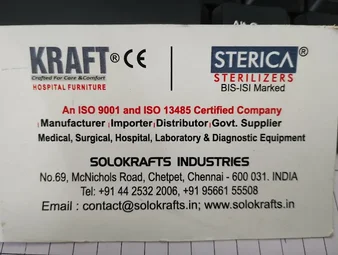 KRAFT® CE
Crafted For Care & Comfort
HOSPITAL FURNITURE
STERICA®
STERILIZERS
BIS-ISI Marked
An ISO 9001 and ISO 13485 Certified Company
Manufacturer Importer Distributor Govt. Supplier
Medical, Surgical, Hospital, Laboratory & Diagnostic Equipment
SOLOKRAFTS INDUSTRIES
No.69, McNichols Road, Chetpet, Chennai - 600 031. INDIA
Tel: +91 44 2532 2006, +91 95661 55508
Email : contact@solokrafts.in; www.solokrafts.in